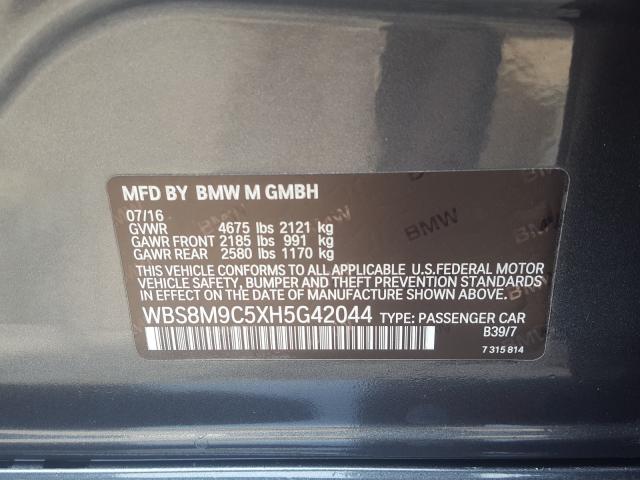 MFD BY BMW M GMBH
07/16
GVWR 4675 lbs 2121 kg
GAWR FRONT 2185 lbs 991 kg
GAWR REAR 2580 lbs 1170 kg
THIS VEHICLE CONFORMS TO ALL APPLICABLE U.S.FEDERAL MOTOR
VEHICLE SAFETY, BUMPER AND THEFT PREVENTION STANDARDS
IN EFFECT ON THE DATE OF MANUFACTURE SHOWN ABOVE.
WBS8M9C5XH5G42044 TYPE: PASSENGER CAR
B39/7
7 315 814
BMW